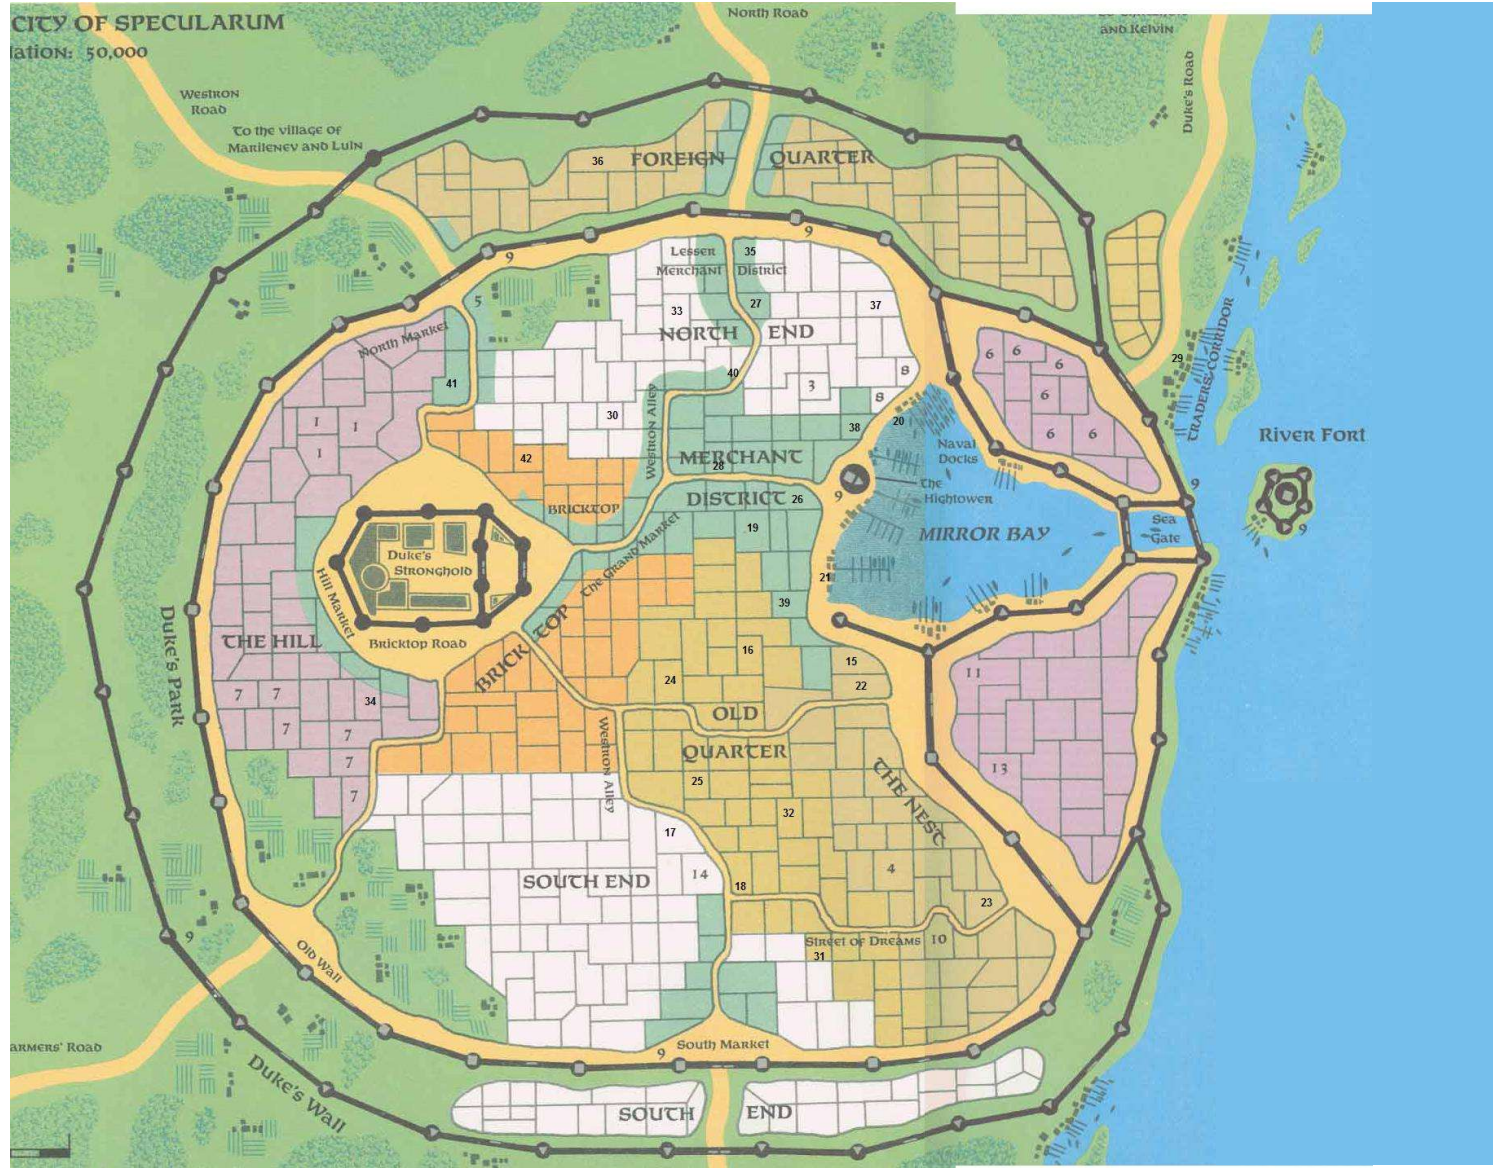 CITY OF SPECULARUM
lation: 50,000
North Road
and Kelvin
Duke's Road
Westron
Road
To the village of
Marilenev and Luln
36
FOREIGN
QUARTER
9
9
Lesser
Merchant
District
35
5
27
33
37
NORTH
END
North Market
6
6
6
29
TRADERS' CORRIDOR
40
8
41
3
6
8
Westron Alley
30
20
38
1
1
6
6
River Fort
1
42
MERCHANT
Naval
Docks
28
The
Hightower
9
9
DISTRICT
26
BRICKTOP
19
MIRROR BAY
Sea
Gate
9
The Grand Market
Duke's
Stronghold
21
Hill Market
39
Duke's Park
THE HILL
Bricktop Road
BRICK
TOP
16
15
11
24
22
7
7
34
OLD
7
7
Westron Alley
QUARTER
7
25
THE NEST
13
7
32
17
SOUTH END
14
4
18
23
9
Old Wall
Street of Dreams
10
31
South Market
9
armers' Road
Duke's Wall
SOUTH
END